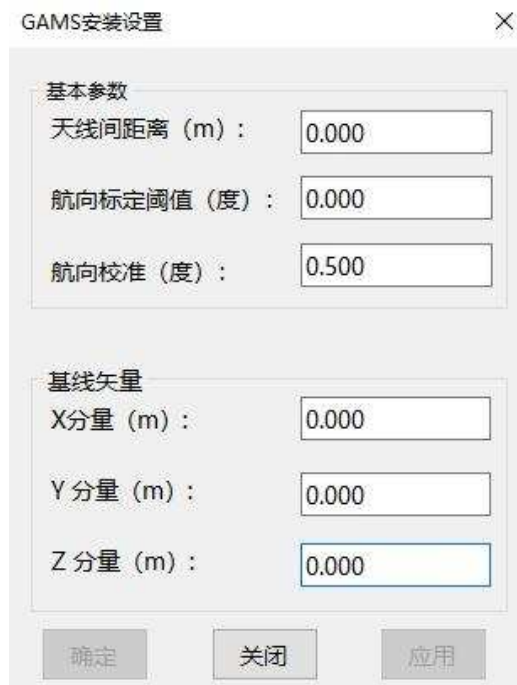 GAMS安装设置
基本参数
天线间距离（m）: 0.000
航向标定阈值（度）: 0.000
航向校准（度）: 0.500
基线矢量
X分量（m）: 0.000
Y 分量（m）: 0.000
Z 分量（m）: 0.000
确定 关闭 应用